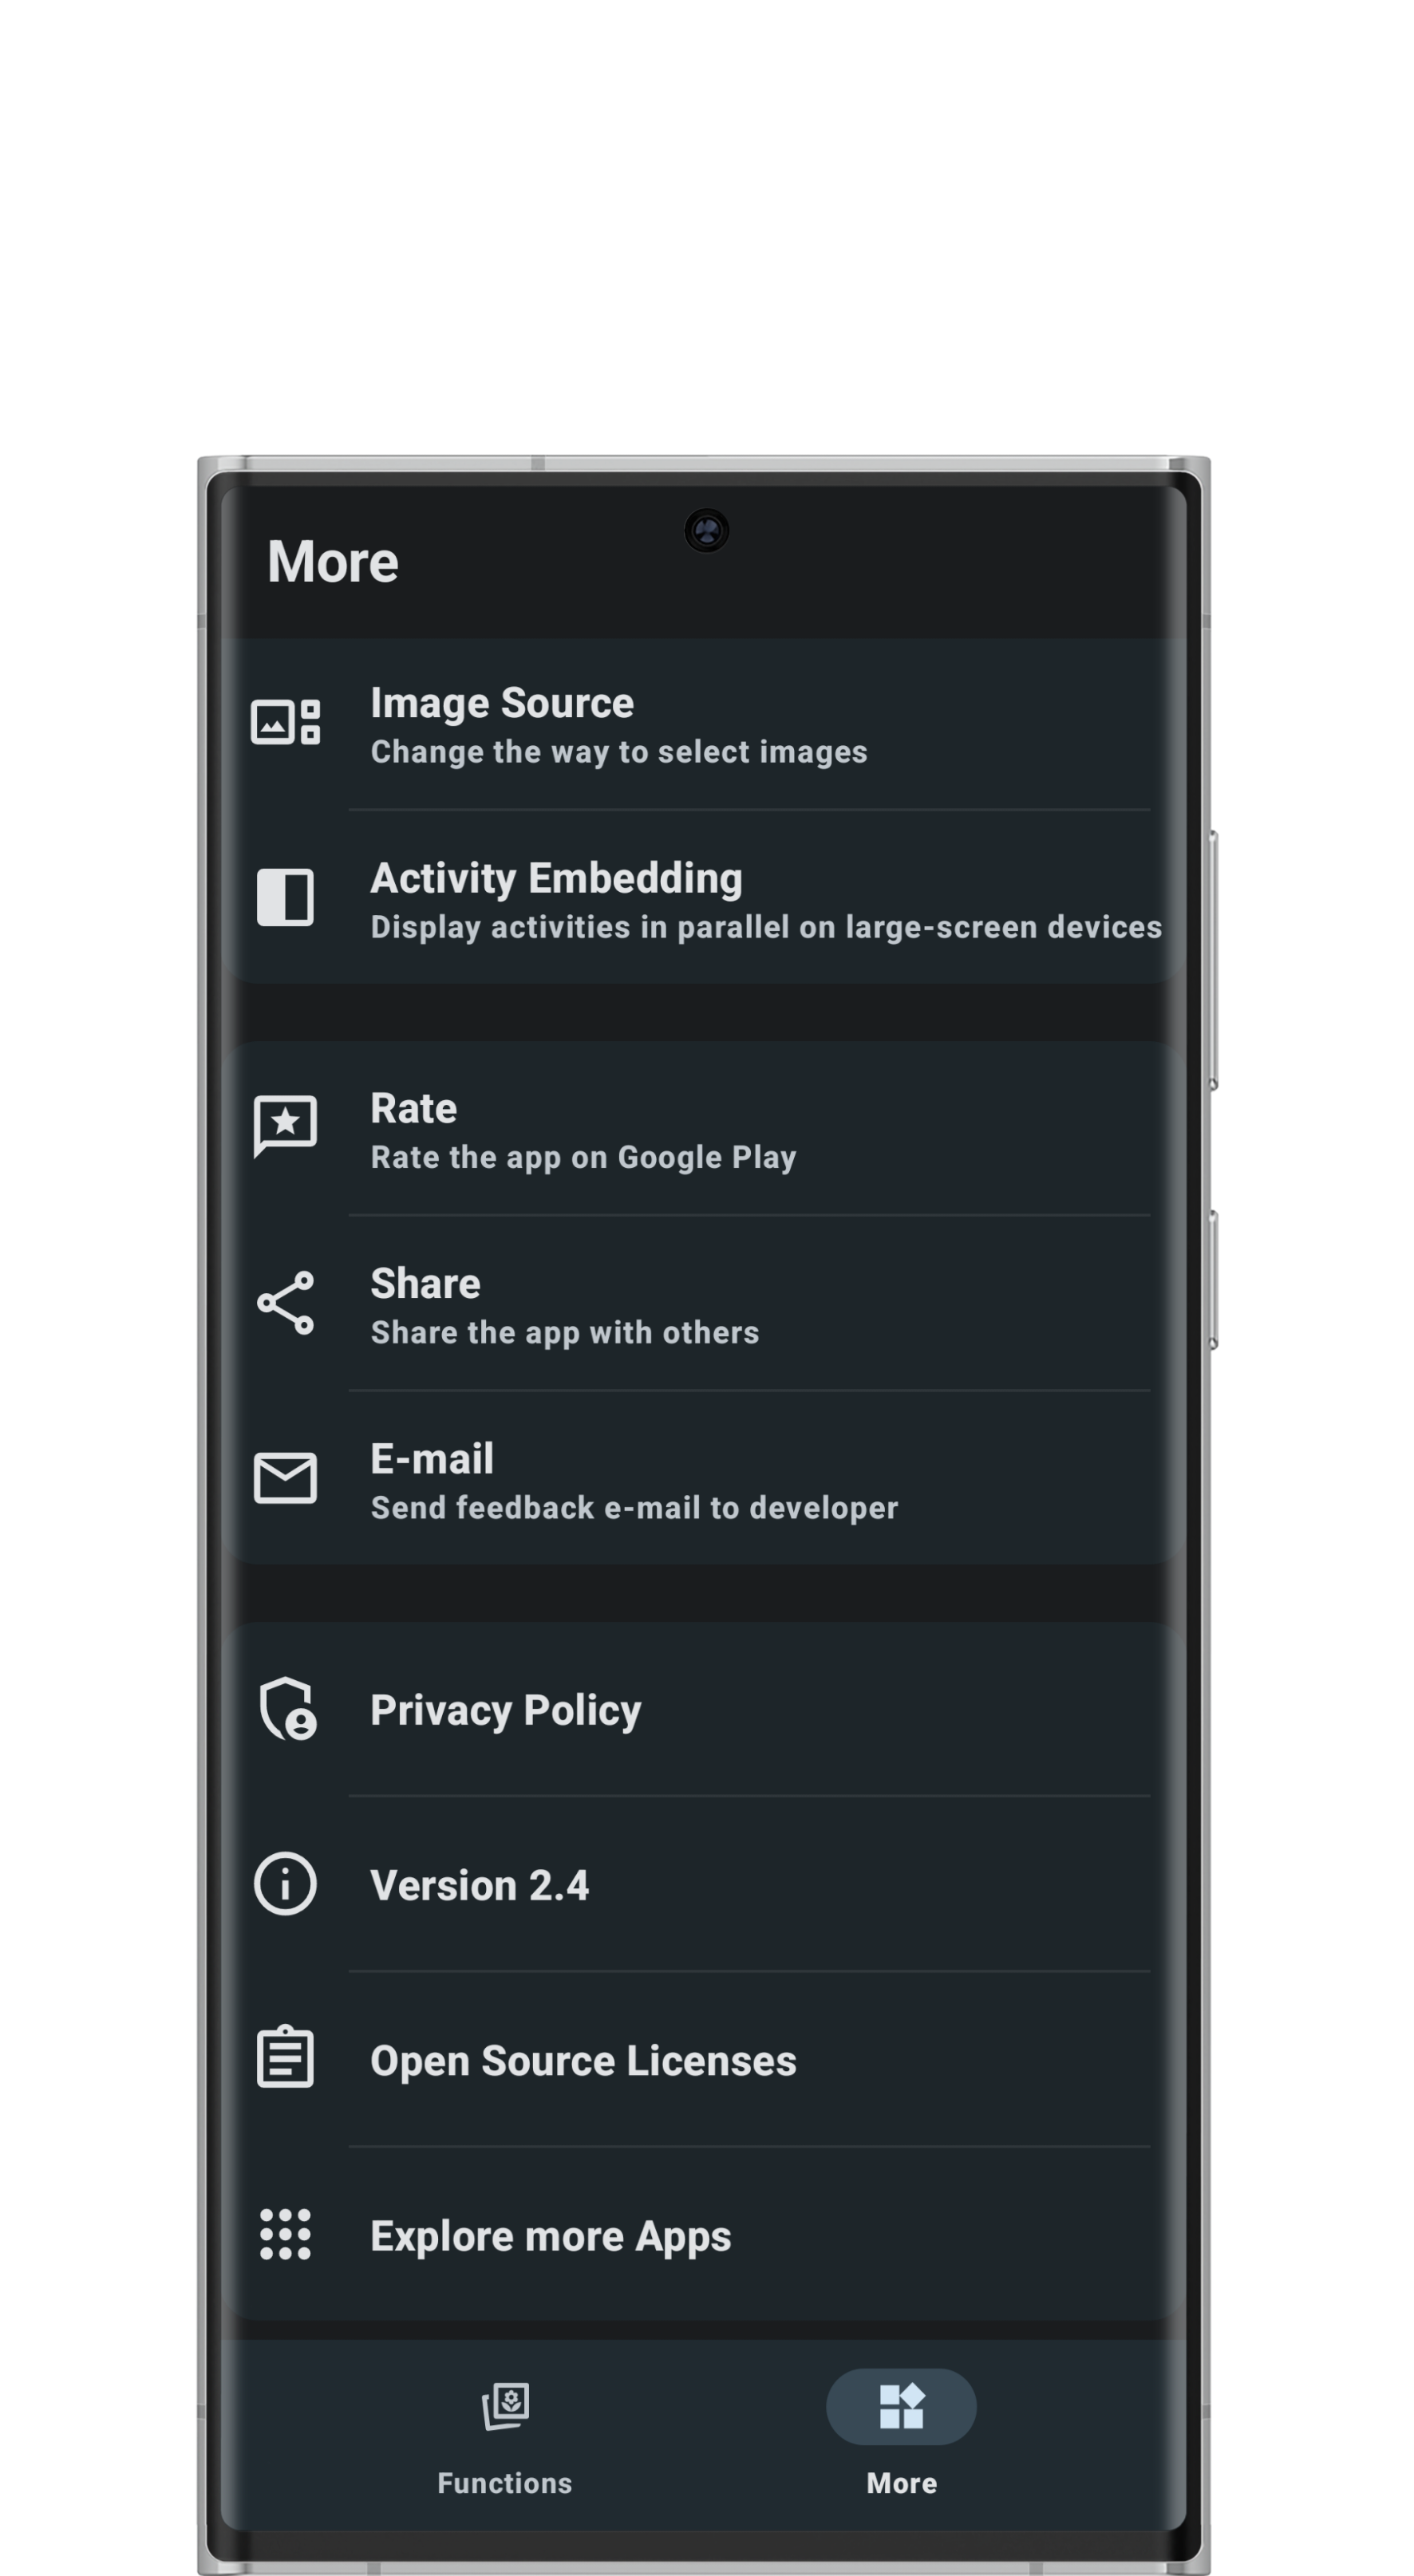 More
Image Source
Change the way to select images
Activity Embedding
Display activities in parallel on large-screen devices
Rate
Rate the app on Google Play
Share
Share the app with others
E-mail
Send feedback e-mail to developer
Privacy Policy
Version 2.4
Open Source Licenses
Explore more Apps
Functions
More